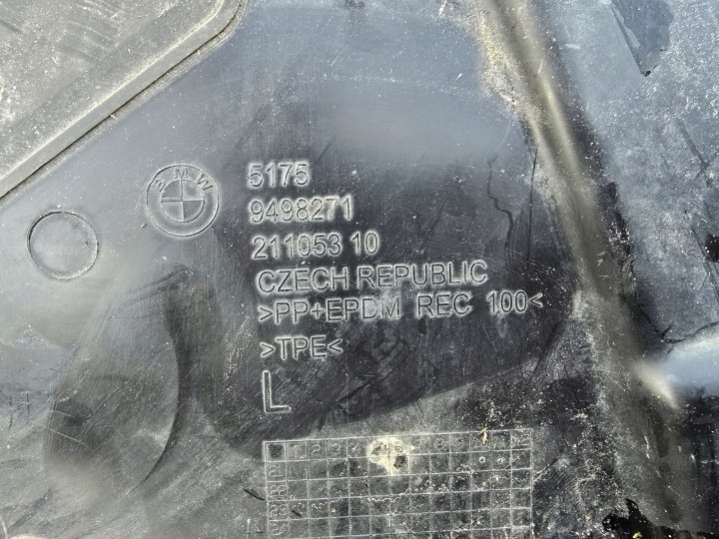 BMW
5175
9498271
211053 10
CZECH REPUBLIC
>PP+EPDM REC 100<
>TPE<
L